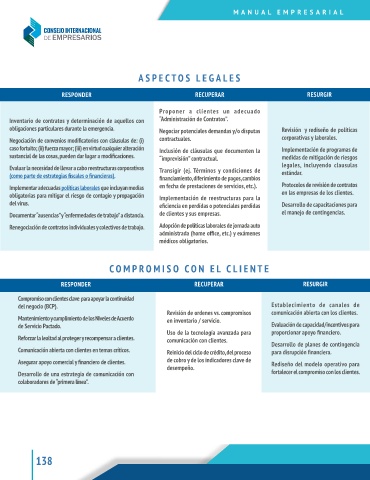 MANUAL EMPRESARIAL
CONSEJO INTERNACIONAL
DE EMPRESARIOS
ASPECTOS LEGALES
RESPONDER
RECUPERAR
RESURGIR
Inventario de contratos y determinación de aquellos con
obligaciones particulares durante la emergencia.
Negociación de convenios modificatorios con cláusulas de: (i)
caso fortuito; (ii) fuerza mayor; (iii) en virtud cualquier alteración
sustancial de las cosas, pueden dar lugar a modificaciones.
Evaluar la necesidad de llevar a cabo reestructuras corporativas
(como parte de estrategias fiscales o financieras).
Implementar adecuadas políticas laborales que incluyan medias
obligatorias para mitigar el riesgo de contagio y propagación
del virus.
Documentar "ausencias" y "enfermedades de trabajo" a distancia.
Renegociación de contratos individuales y colectivos de trabajo.
Proponer a clientes un adecuado
"Administración de Contratos".
Negociar potenciales demandas y/o disputas
contractuales.
Inclusión de cláusulas que documenten la
"imprevisión" contractual.
Transigir (ej. Términos y condiciones de
financiamiento, diferimiento de pagos, cambios
en fecha de prestaciones de servicios, etc.).
Implementación de reestructuras para la
eficiencia en perdidas o potenciales perdidas
de clientes y sus empresas.
Adopción de políticas laborales de jornada auto
administrada (home office, etc.) y exámenes
médicos obligatorios.
Revisión y rediseño de políticas
corporativas y laborales.
Implementación de programas de
medidas de mitigación de riesgos
legales, incluyendo clausulas
estándar.
Protocolos de revisión de contratos
en las empresas de los clientes.
Desarrollo de capacitaciones para
el manejo de contingencias.
COMPROMISO CON EL CLIENTE
RESPONDER
RECUPERAR
RESURGIR
Compromiso con clientes clave para apoyar la continuidad
del negocio (BCP).
Mantenimiento y cumplimiento de los Niveles de Acuerdo
de Servicio Pactado.
Reforzar la lealtad al proteger y recompensar a clientes.
Comunicación abierta con clientes en temas críticos.
Asegurar apoyo comercial y financiero de clientes.
Desarrollo de una estrategia de comunicación con
colaboradores de "primera línea".
Revisión de ordenes vs. compromisos
en inventario / servicio.
Uso de la tecnología avanzada para
comunicación con clientes.
Reinicio del ciclo de crédito, del proceso
de cobro y de los indicadores clave de
desempeño.
Establecimiento de canales de
comunicación abierta con los clientes.
Evaluación de capacidad/incentivos para
proporcionar apoyo financiero.
Desarrollo de planes de contingencia
para disrupción financiera.
Rediseño del modelo operativo para
fortalecer el compromiso con los clientes.
138